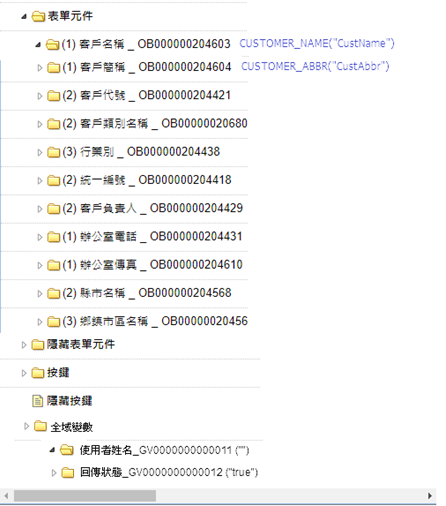 表單元件
(1) 客戶名稱 _ OB000000204603 CUSTOMER_NAME("CustName")
(1) 客戶簡稱 _ OB000000204604 CUSTOMER_ABBR("CustAbbr")
(2) 客戶代號 _ OB000000204421
(2) 客戶類別名稱 _ OB00000020680
(3) 行業別 _ OB000000204438
(2) 統一編號 _ OB000000204418
(2) 客戶負責人 _ OB000000204429
(1) 辦公室電話 _ OB000000204431
(1) 辦公室傳真 _ OB000000204610
(2) 縣市名稱 _ OB000000204568
(3) 鄉鎮市區名稱 _ OB00000020456
隱藏表單元件
按鍵
隱藏按鍵
全域變數
使用者姓名_GV0000000000011 ("")
回傳狀態_GV0000000000012 ("true")